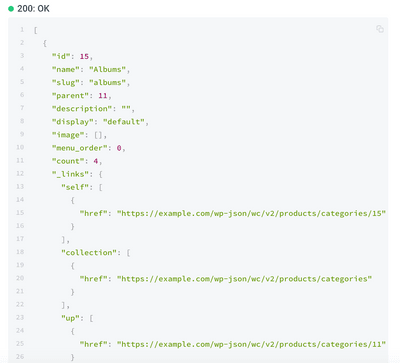 200: OK
1 [
2 {
3 "id": 15,
4 "name": "Albums",
5 "slug": "albums",
6 "parent": 11,
7 "description": "",
8 "display": "default",
9 "image": [],
10 "menu_order": 0,
11 "count": 4,
12 "_links": {
13 "self": [
14 {
15 "href": "https://example.com/wp-json/wc/v2/products/categories/15"
16 }
17 ],
18 "collection": [
19 {
20 "href": "https://example.com/wp-json/wc/v2/products/categories"
21 }
22 ],
23 "up": [
24 {
25 "href": "https://example.com/wp-json/wc/v2/products/categories/11"
26 }